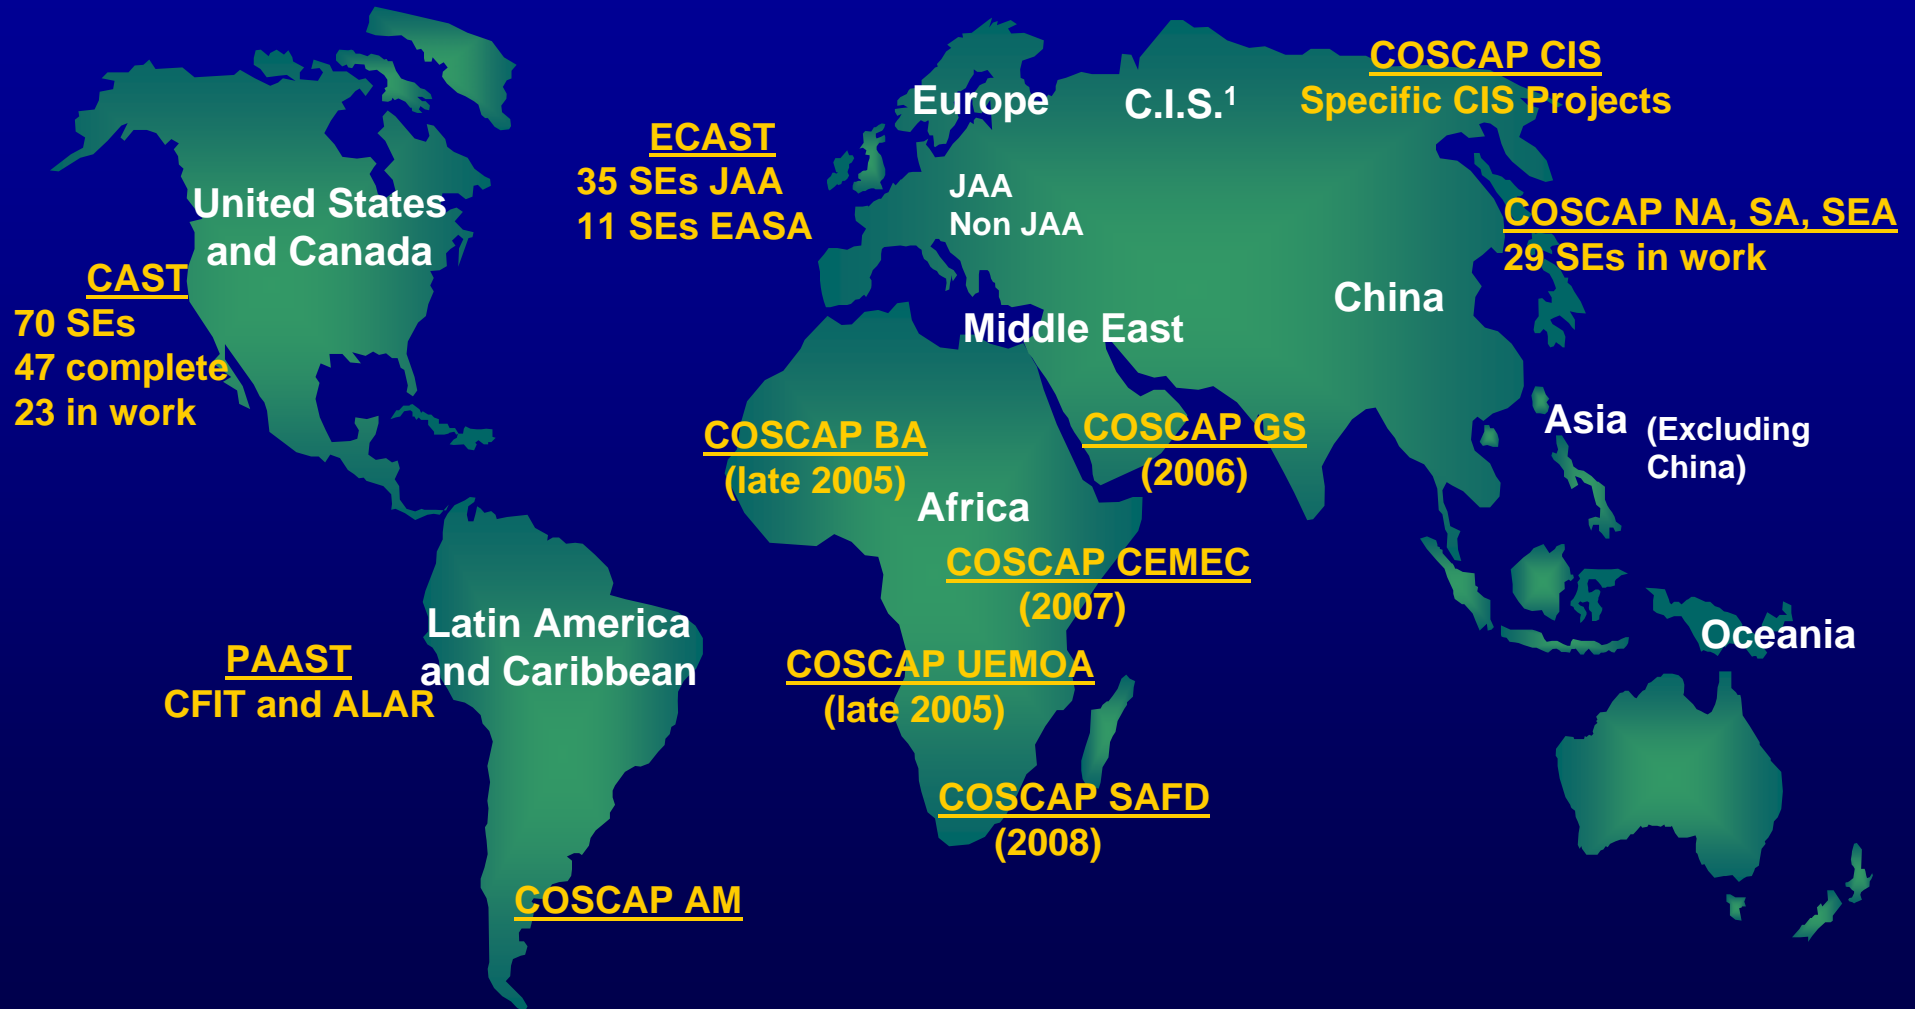 COSCAP CIS
Specific CIS Projects
Europe
C.I.S.¹
ECAST
35 SEs JAA
11 SEs EASA
JAA
Non JAA
United States
and Canada
COSCAP NA, SA, SEA
29 SEs in work
CAST
70 SEs
47 complete
23 in work
China
Middle East
Asia (Excluding
China)
COSCAP BA
(late 2005)
COSCAP GS
(2006)
Africa
COSCAP CEMEC
(2007)
Latin America
and Caribbean
Oceania
PAAST
CFIT and ALAR
COSCAP UEMOA
(late 2005)
COSCAP SAFD
(2008)
COSCAP AM